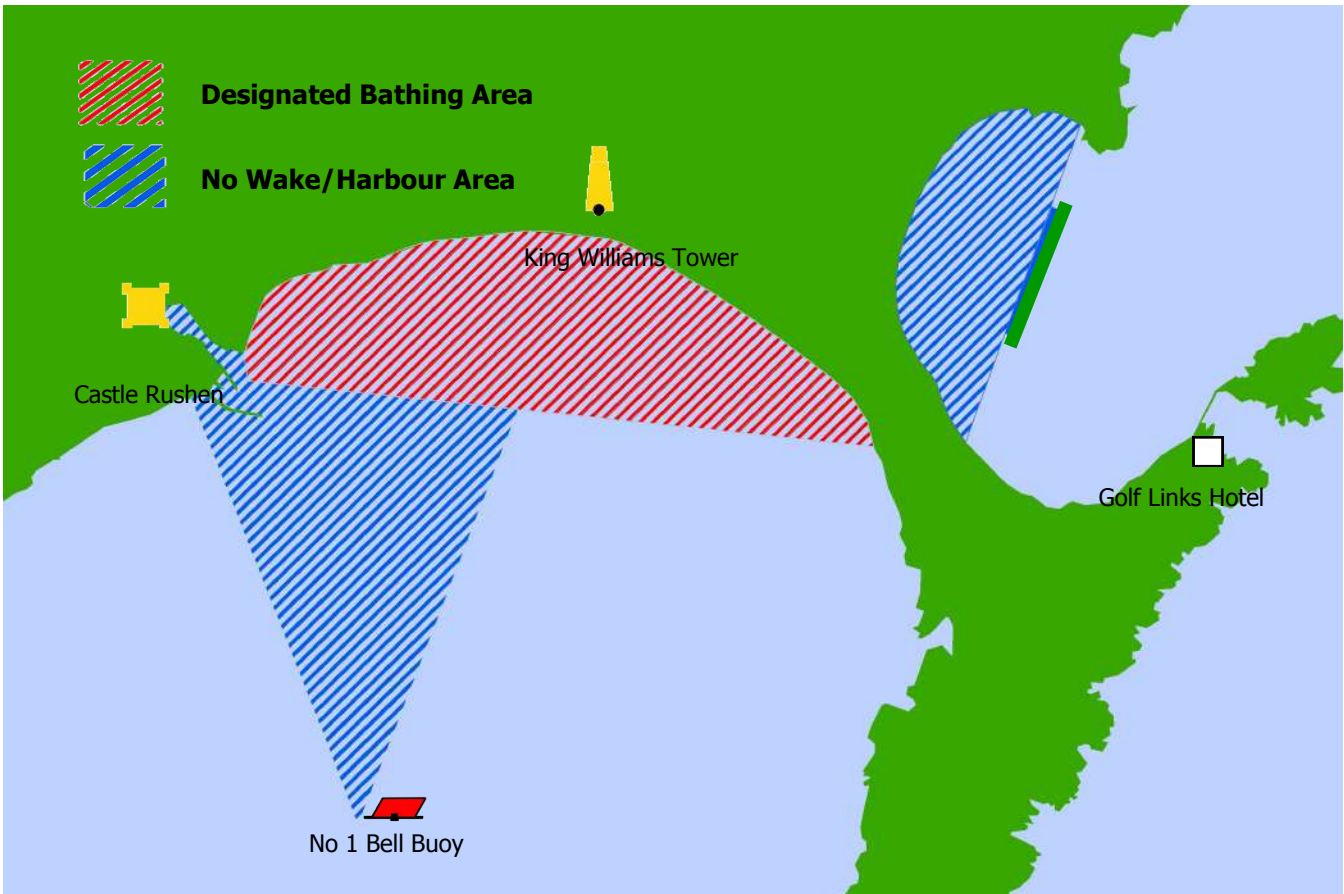 Designated Bathing Area
No Wake/Harbour Area
King Williams Tower
Castle Rushen
Golf Links Hotel
No 1 Bell Buoy